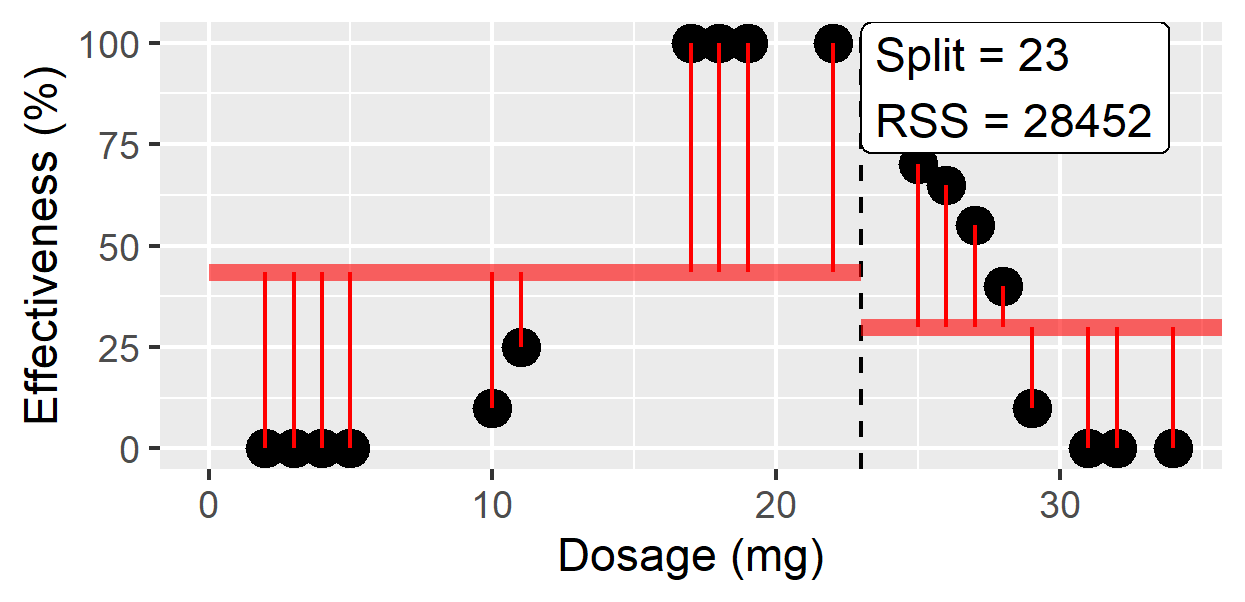 Effectiveness (%)
100
75
50
25
0
Split = 23
RSS = 28452
0 10 20 30
Dosage (mg)